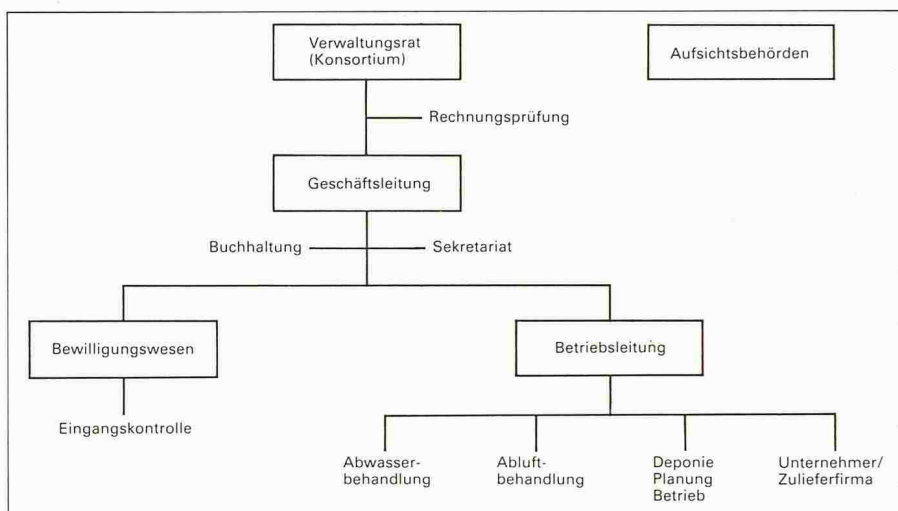 Verwaltungsrat
(Konsortium)
Aufsichtsbehörden
Rechnungsprüfung
Geschäftsleitung
Buchhaltung
Sekretariat
Bewilligungswesen
Betriebsleitung
Eingangskontrolle
Abwasser-
behandlung
Abluft-
behandlung
Deponie
Planung
Betrieb
Unternehmer/
Zulieferfirma